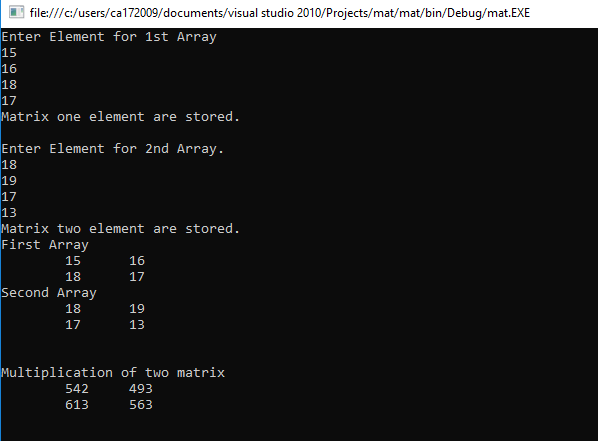 file:///c:/users/ca172009/documents/visual studio 2010/Projects/mat/mat/bin/Debug/mat.EXE
Enter Element for 1st Array
15
16
18
17
Matrix one element are stored.
Enter Element for 2nd Array.
18
19
17
13
Matrix two element are stored.
First Array
15 16
18 17
Second Array
18 19
17 13
Multiplication of two matrix
542 493
613 563